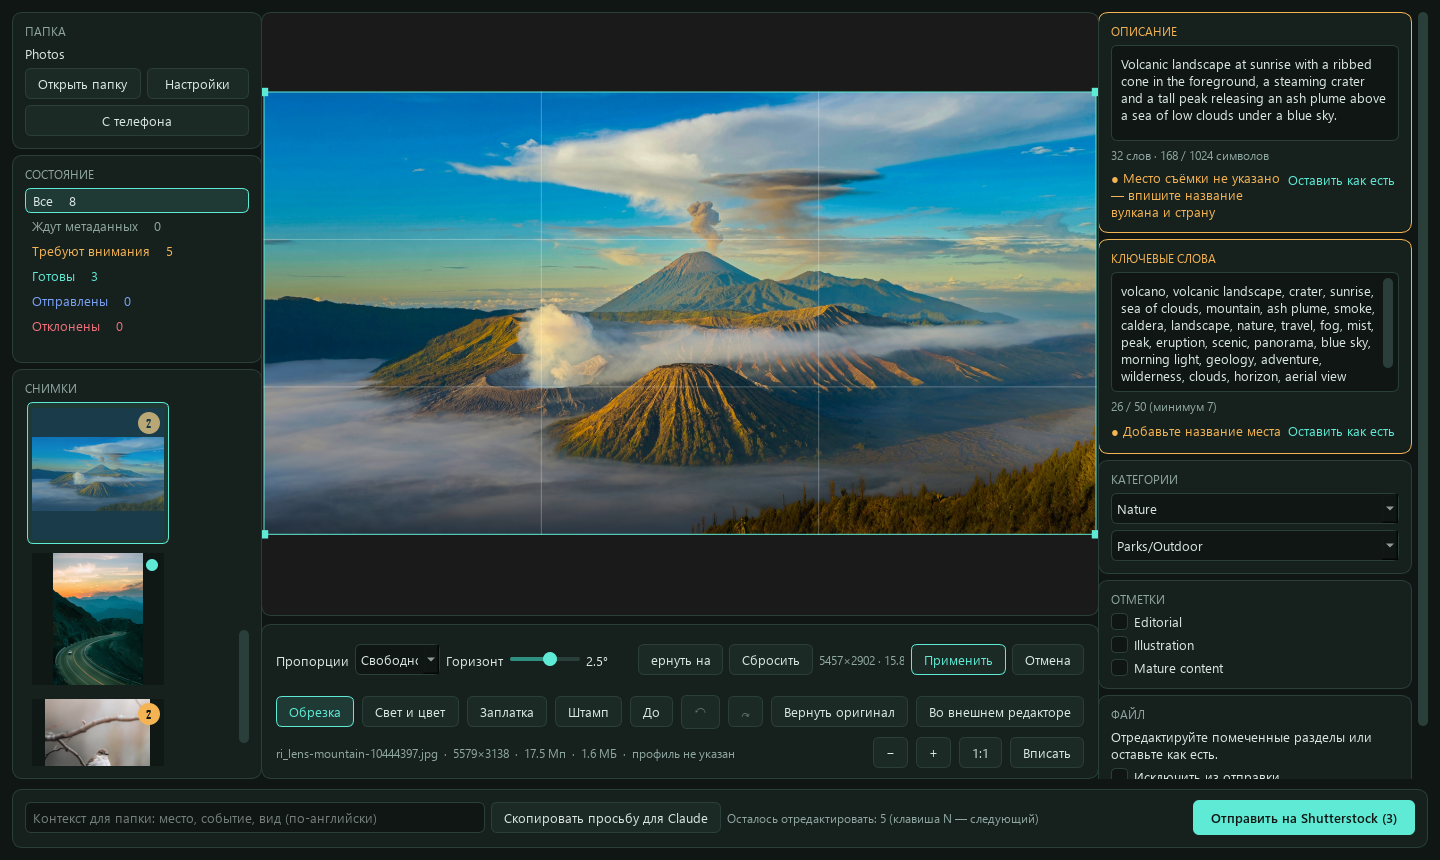 ПАПКА
Photos
Открыть папку
Настройки
С телефона
СОСТОЯНИЕ
Все 8
Ждут метаданных 0
Требуют внимания 5
Готовы 3
Отправлены 0
Отклонены 0
СНИМКИ
2
2
Пропорции
Свободно
Горизонт
2.5°
ернуть на
Сбросить
5457×2902 · 15.8
Применить
Отмена
Обрезка
Свет и цвет
Заплатка
Штамп
До
Вернуть оригинал
Во внешнем редакторе
ri_lens-mountain-10444397.jpg · 5579×3138 · 17.5 Мп · 1.6 МБ · профиль не указан
−
+
1:1
Вписать
ОПИСАНИЕ
Volcanic landscape at sunrise with a ribbed
cone in the foreground, a steaming crater
and a tall peak releasing an ash plume above
a sea of low clouds under a blue sky.
32 слов · 168 / 1024 символов
● Место съёмки не указано
— впишите название
вулкана и страну
Оставить как есть
КЛЮЧЕВЫЕ СЛОВА
volcano, volcanic landscape, crater, sunrise,
sea of clouds, mountain, ash plume, smoke,
caldera, landscape, nature, travel, fog, mist,
peak, eruption, scenic, panorama, blue sky,
morning light, geology, adventure,
wilderness, clouds, horizon, aerial view
26 / 50 (минимум 7)
● Добавьте название места
Оставить как есть
КАТЕГОРИИ
Nature
Parks/Outdoor
ОТМЕТКИ
Editorial
Illustration
Mature content
ФАЙЛ
Отредактируйте помеченные разделы или
оставьте как есть.
Исключить из отправки
Контекст для папки: место, событие, вид (по-английски)
Скопировать просьбу для Claude
Осталось отредактировать: 5 (клавиша N — следующий)
Отправить на Shutterstock (3)